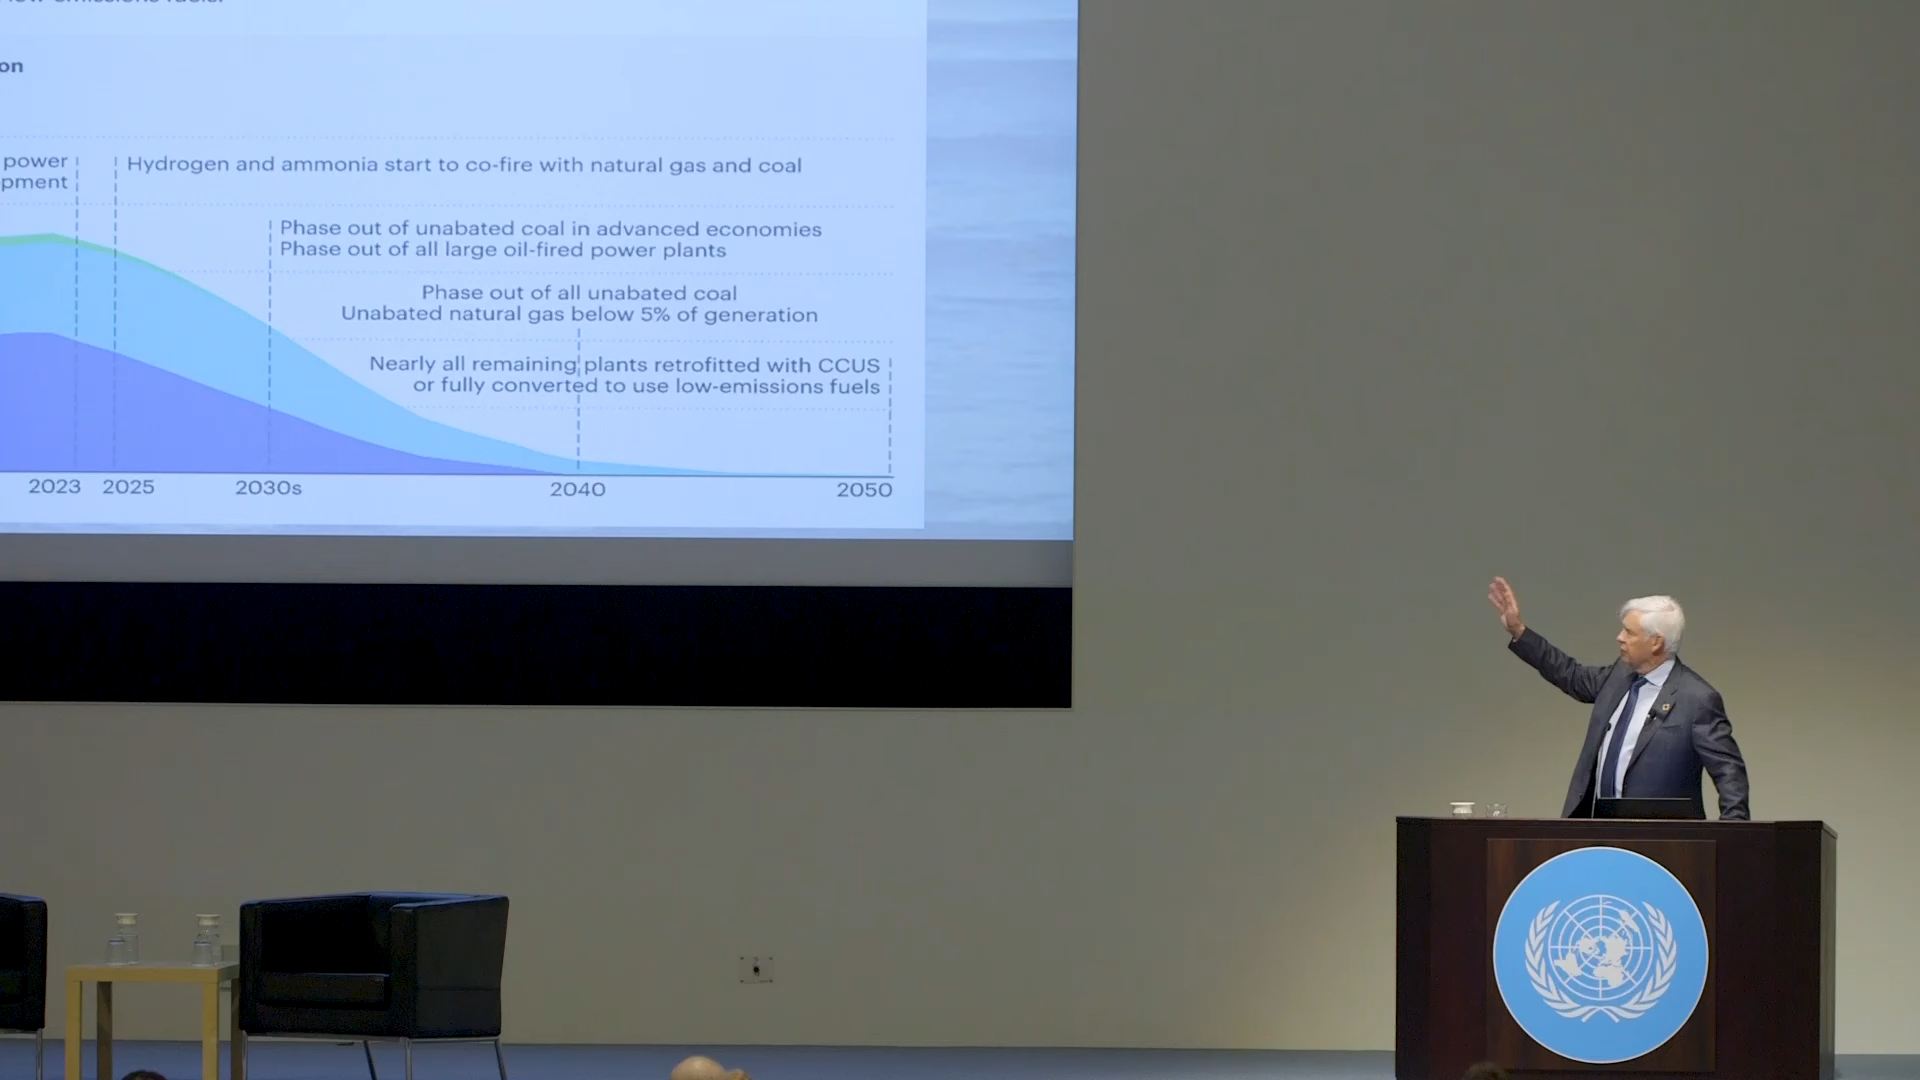 low-emissions fuels.
on
power
pment
Hydrogen and ammonia start to co-fire with natural gas and coal
Phase out of unabated coal in advanced economies
Phase out of all large oil-fired power plants
Phase out of all unabated coal
Unabated natural gas below 5% of generation
Nearly all remaining plants retrofitted with CCUS
or fully converted to use low-emissions fuels
2023 2025 2030s 2040 2050